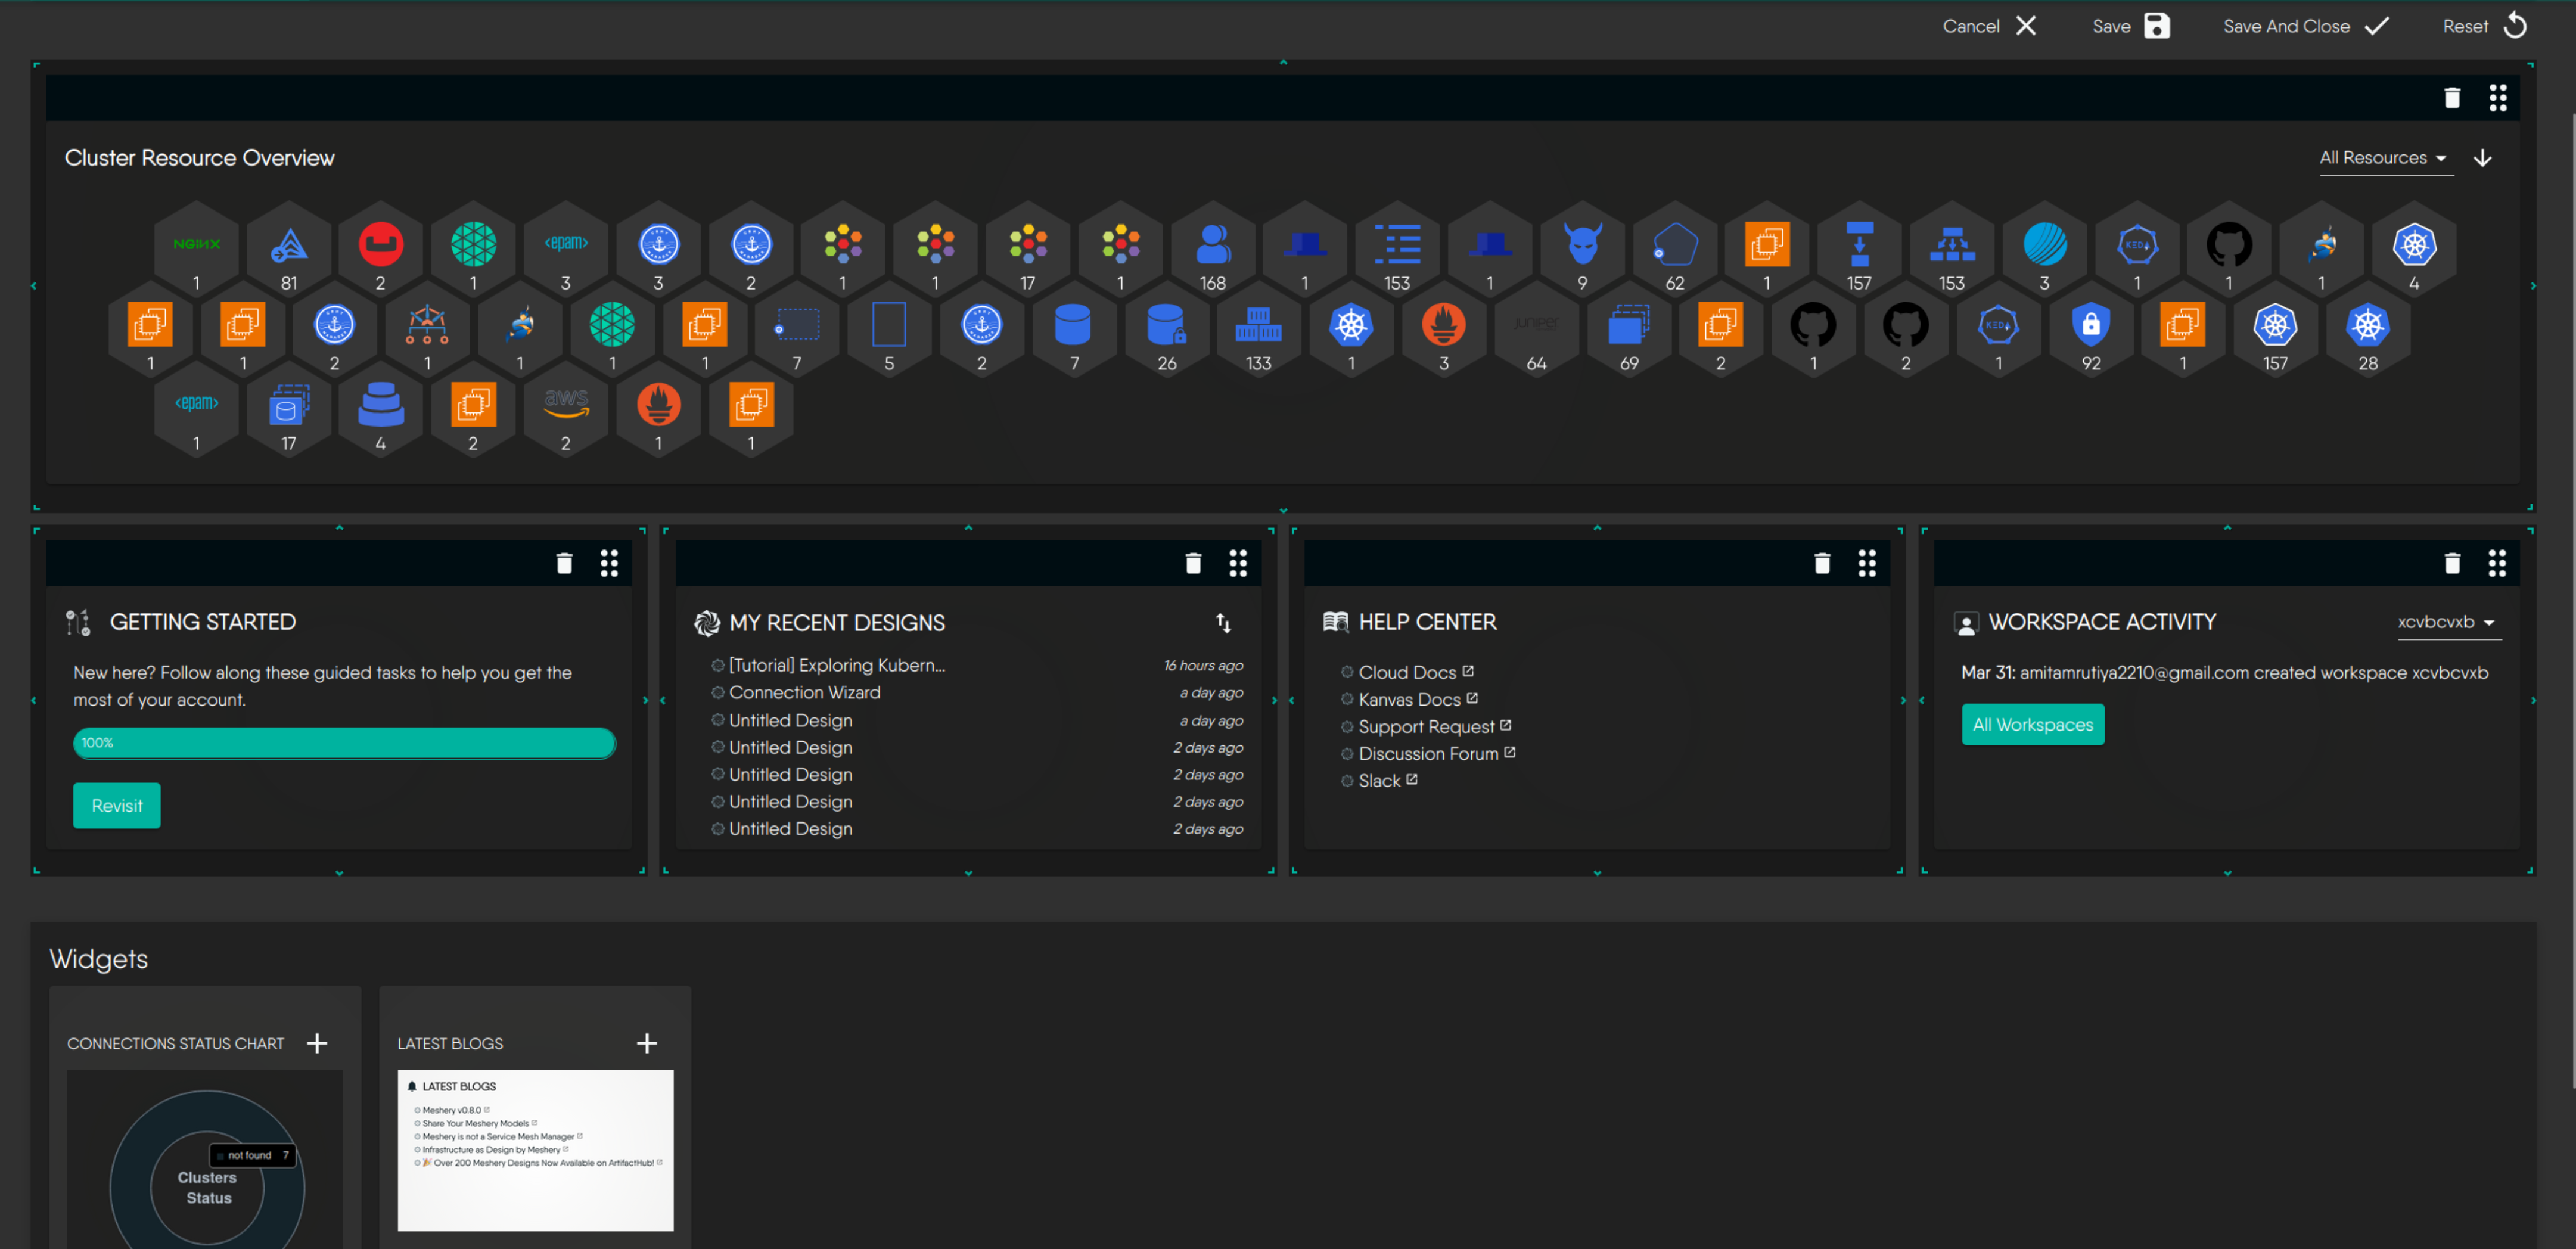 Cancel Save Save And Close Reset
Cluster Resource Overview All Resources
NGINX <epam> KEDA
1 81 2 1 3 3 2 1 1 17 1 168 1 153 1 9 62 1 157 153 3 1 1 1 4
juniper KEDA
1 1 2 1 1 1 1 7 5 2 7 26 133 1 3 64 69 2 1 2 1 92 1 157 28
<epam> aws
1 17 4 2 2 1 1
GETTING STARTED
New here? Follow along these guided tasks to help you get the
most of your account.
100%
Revisit
MY RECENT DESIGNS
[Tutorial] Exploring Kubern... 16 hours ago
Connection Wizard a day ago
Untitled Design a day ago
Untitled Design 2 days ago
Untitled Design 2 days ago
Untitled Design 2 days ago
Untitled Design 2 days ago
HELP CENTER
Cloud Docs
Kanvas Docs
Support Request
Discussion Forum
Slack
WORKSPACE ACTIVITY xcvbcvxb
Mar 31: amitamrutiya2210@gmail.com created workspace xcvbcvxb
All Workspaces
Widgets
CONNECTIONS STATUS CHART
not found 7
Clusters
Status
LATEST BLOGS
LATEST BLOGS
Meshery v0.8.0
Share Your Meshery Models
Meshery is not a Service Mesh Manager
Infrastructure as Design by Meshery
🎉 Over 200 Meshery Designs Now Available on ArtifactHub!